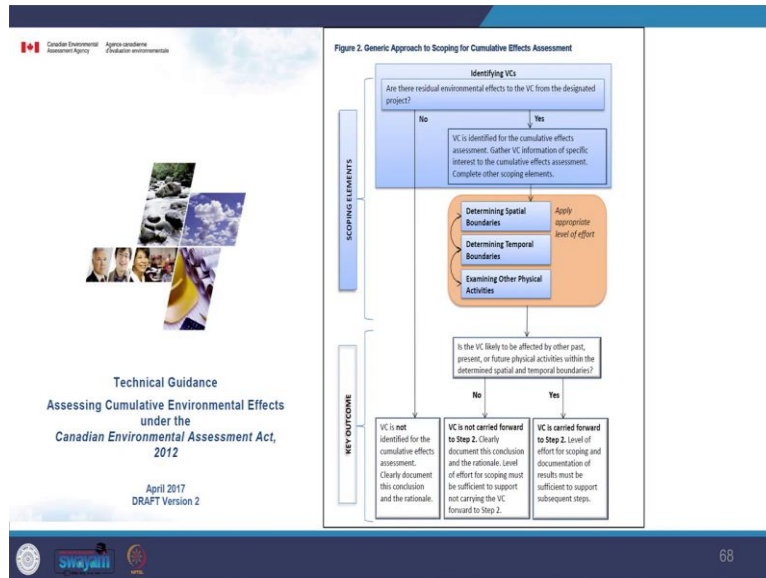 Canadian Environmental
Assessment Agency
Agence canadienne
d'évaluation environnementale
Technical Guidance
Assessing Cumulative Environmental Effects
under the
Canadian Environmental Assessment Act,
2012
April 2017
DRAFT Version 2
Figure 2. Generic Approach to Scoping for Cumulative Effects Assessment
SCOPING ELEMENTS
Identifying VCs
Are there residual environmental effects to the VC from the designated
project?
No
Yes
VC is identified for the cumulative effects
assessment. Gather VC information of specific
interest to the cumulative effects assessment.
Complete other scoping elements.
Determining Spatial
Boundaries
Determining Temporal
Boundaries
Examining Other Physical
Activities
Apply
appropriate
level of effort
Is the VC likely to be affected by other past,
present, or future physical activities within the
determined spatial and temporal boundaries?
No
Yes
KEY OUTCOME
VC is not
identified for the
cumulative effects
assessment.
Clearly document
this conclusion
and the rationale.
VC is not carried forward
to Step 2. Clearly
document this conclusion
and the rationale. Level
of effort for scoping must
be sufficient to support
not carrying the VC
forward to Step 2.
VC is carried forward
to Step 2. Level of
effort for scoping and
documentation of
results must be
sufficient to support
subsequent steps.
swayam
68